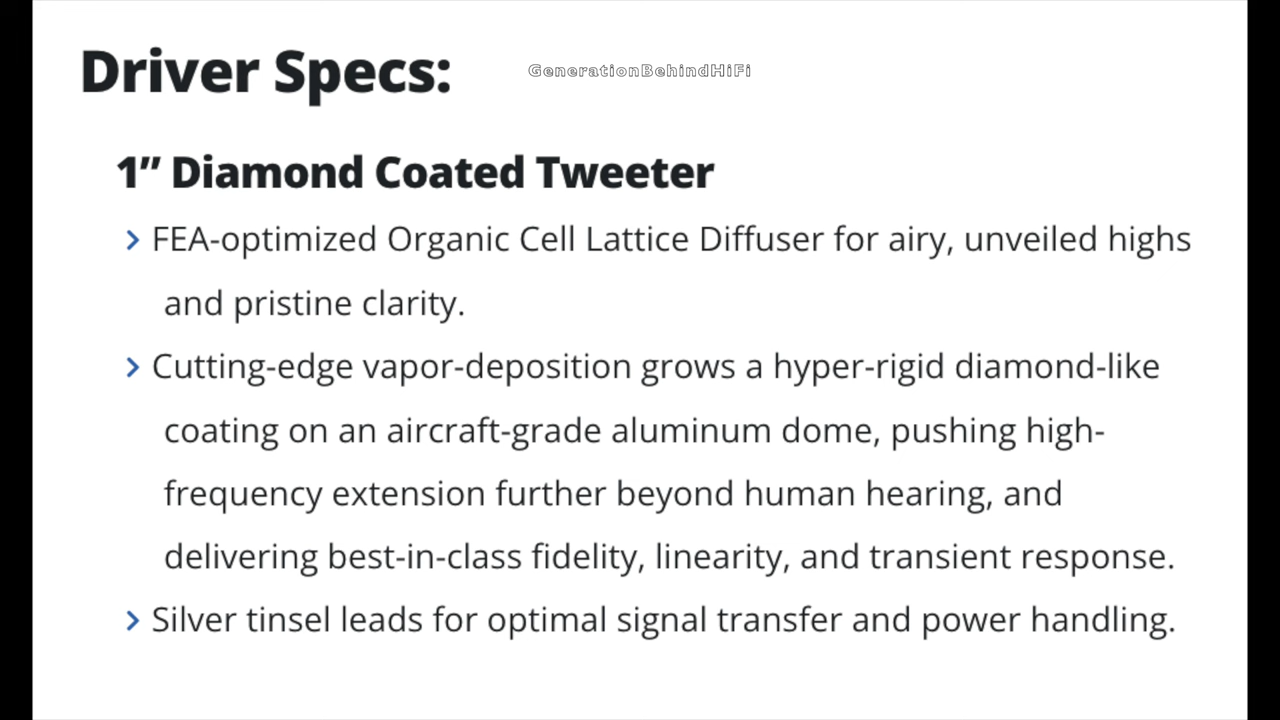 Driver Specs:
GenerationBehindHiFi
1” Diamond Coated Tweeter
FEA-optimized Organic Cell Lattice Diffuser for airy, unveiled highs
and pristine clarity.
Cutting-edge vapor-deposition grows a hyper-rigid diamond-like
coating on an aircraft-grade aluminum dome, pushing high-
frequency extension further beyond human hearing, and
delivering best-in-class fidelity, linearity, and transient response.
Silver tinsel leads for optimal signal transfer and power handling.